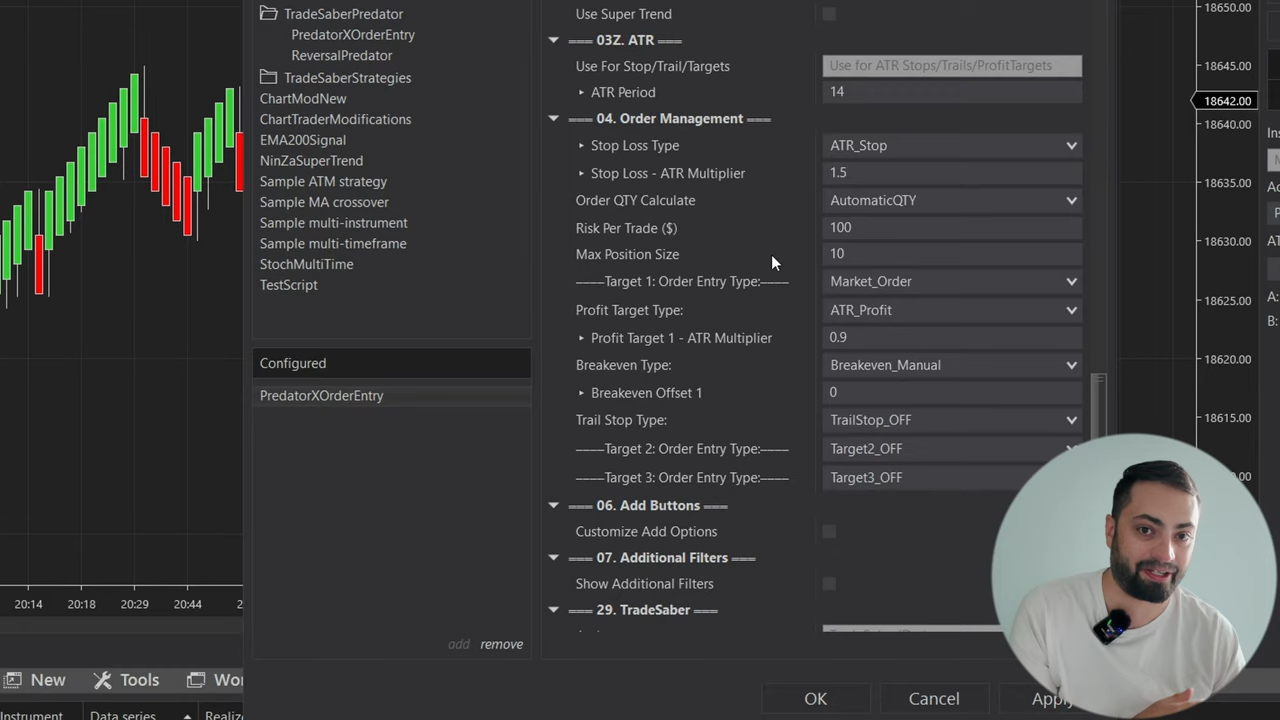 TradeSaberPredator
PredatorXOrderEntry
ReversalPredator
TradeSaberStrategies
ChartModNew
ChartTraderModifications
EMA200Signal
NinZaSuperTrend
Sample ATM strategy
Sample MA crossover
Sample multi-instrument
Sample multi-timeframe
StochMultiTime
TestScript
Configured
PredatorXOrderEntry
add remove
Use Super Trend
=== 03Z. ATR ===
Use For Stop/Trail/Targets Use for ATR Stops/Trails/ProfitTargets
ATR Period 14
=== 04. Order Management ===
Stop Loss Type ATR_Stop
Stop Loss - ATR Multiplier 1.5
Order QTY Calculate AutomaticQTY
Risk Per Trade ($) 100
Max Position Size 10
——Target 1: Order Entry Type:—— Market_Order
Profit Target Type: ATR_Profit
Profit Target 1 - ATR Multiplier 0.9
Breakeven Type: Breakeven_Manual
Breakeven Offset 1 0
Trail Stop Type: TrailStop_OFF
——Target 2: Order Entry Type:—— Target2_OFF
——Target 3: Order Entry Type:—— Target3_OFF
=== 06. Add Buttons ===
Customize Add Options
=== 07. Additional Filters ===
Show Additional Filters
=== 29. TradeSaber ===
OK Cancel Apply
18650.00
18645.00
18642.00
18640.00
18635.00
18630.00
18625.00
18620.00
18615.00
A:
B:
20:14 20:18 20:29 20:44
New Tools
Instrument Data series